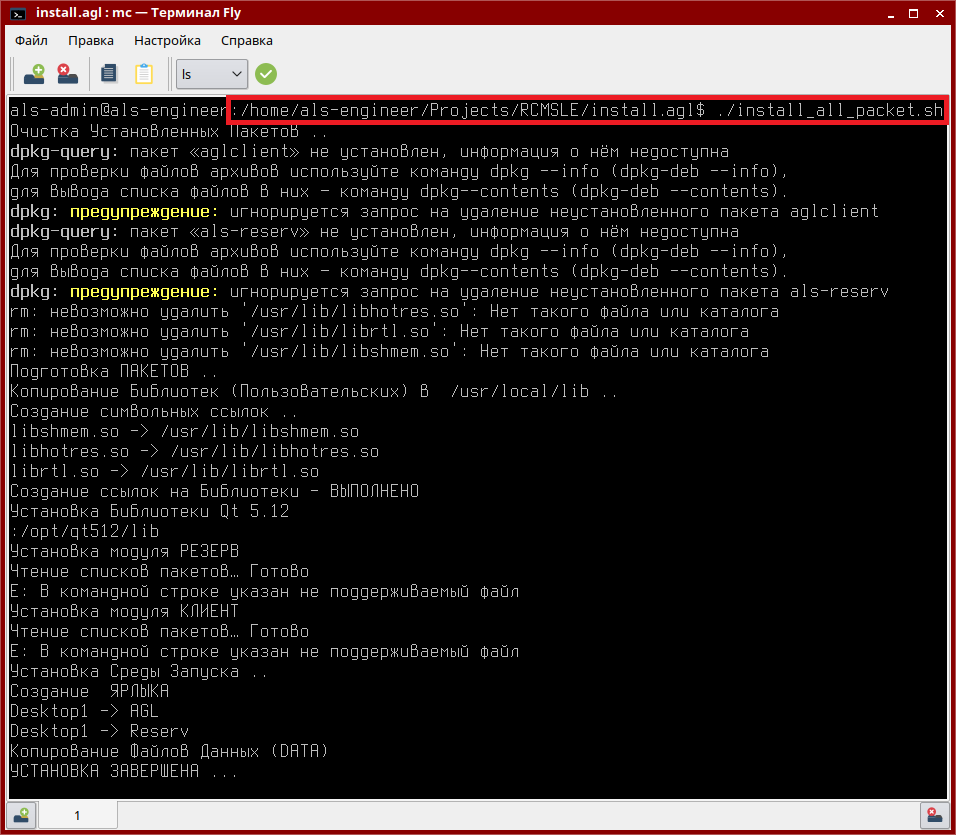 install.agl : mc — Терминал Fly
Файл Правка Настройка Справка
ls
als-admin@als-engineer:/home/als-engineer/Projects/RCMSLE/install.agl$ ./install_all_packet.sh
Очистка Установленных Пакетов ..
dpkg-query: пакет «aglclient» не установлен, информация о нём недоступна
Для проверки файлов архивов используйте команду dpkg --info (dpkg-deb --info),
для вывода списка файлов в них - команду dpkg--contents (dpkg-deb --contents).
dpkg: предупреждение: игнорируется запрос на удаление неустановленного пакета aglclient
dpkg-query: пакет «als-reserv» не установлен, информация о нём недоступна
Для проверки файлов архивов используйте команду dpkg --info (dpkg-deb --info),
для вывода списка файлов в них - команду dpkg--contents (dpkg-deb --contents).
dpkg: предупреждение: игнорируется запрос на удаление неустановленного пакета als-reserv
rm: невозможно удалить '/usr/lib/libhotres.so': Нет такого файла или каталога
rm: невозможно удалить '/usr/lib/librtl.so': Нет такого файла или каталога
rm: невозможно удалить '/usr/lib/libshmem.so': Нет такого файла или каталога
Подготовка ПАКЕТОВ ..
Копирование Библиотек (Пользовательских) В  /usr/local/lib ..
Создание символьных ссылок ..
libshmem.so -> /usr/lib/libshmem.so
libhotres.so -> /usr/lib/libhotres.so
librtl.so -> /usr/lib/librtl.so
Создание ссылок на Библиотеки - ВЫПОЛНЕНО
Установка Библиотеки Qt 5.12
:/opt/qt512/lib
Установка модуля РЕЗЕРВ
Чтение списков пакетов… Готово
E: В командной строке указан не поддерживаемый файл
Установка модуля КЛИЕНТ
Чтение списков пакетов… Готово
E: В командной строке указан не поддерживаемый файл
Установка Среды Запуска ..
Создание  ЯРЛЫКА
Desktop1 -> AGL
Desktop1 -> Reserv
Копирование Файлов Данных (DATA)
УСТАНОВКА ЗАВЕРШЕНА ...
1